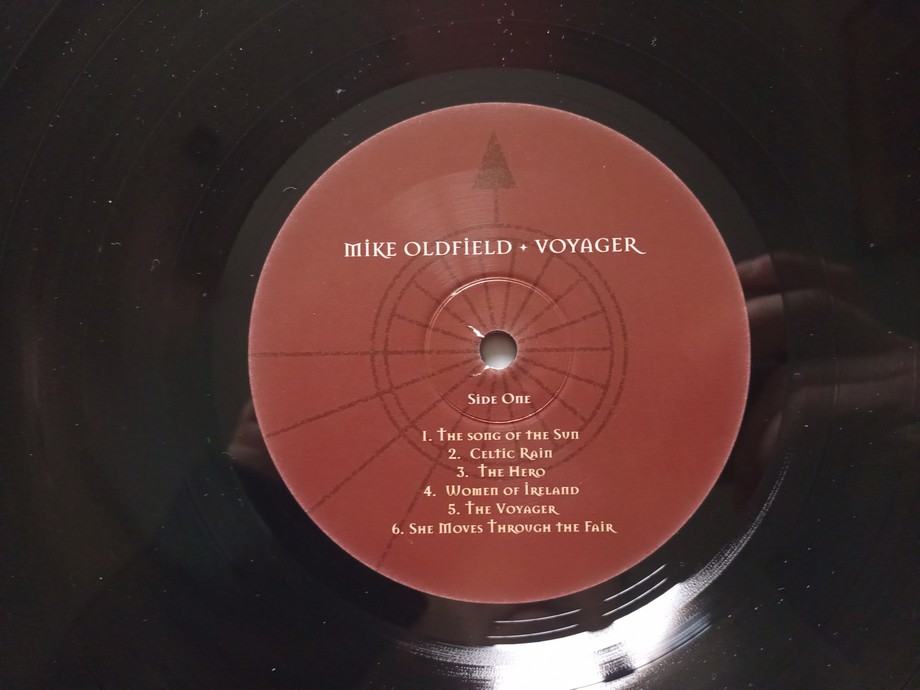 MIKE OLDFIELD + VOYAGER
Side One
1. The song of the Sun
2. Celtic Rain
3. The Hero
4. Women of Ireland
5. The Voyager
6. She Moves Through the Fair